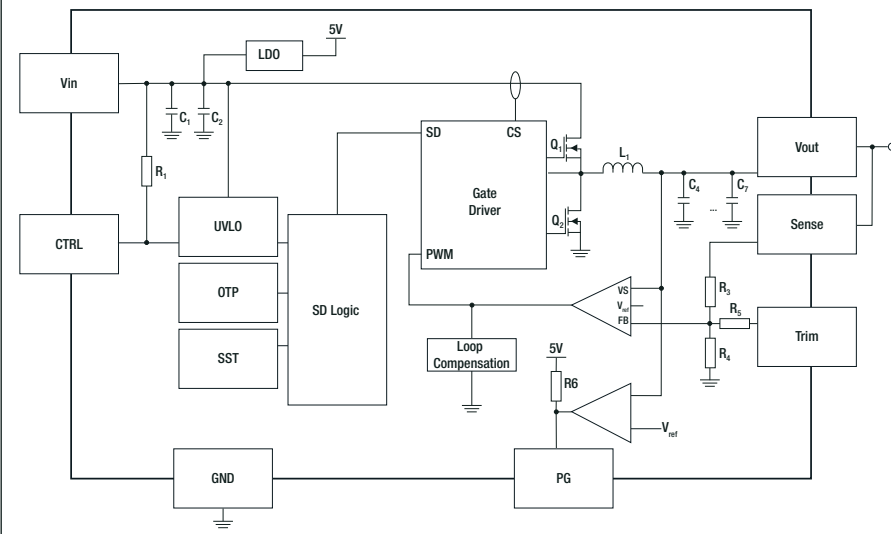 5V
LDO
Vin
C1
C2
SD
CS
Q1
L1
Vout
R1
C4
C7
...
Gate
Driver
Q2
UVLO
CTRL
Sense
PWM
OTP
SD Logic
R3
VS
Vref
FB
R5
Trim
SST
Loop
Compensation
5V
R4
R6
Vref
GND
PG